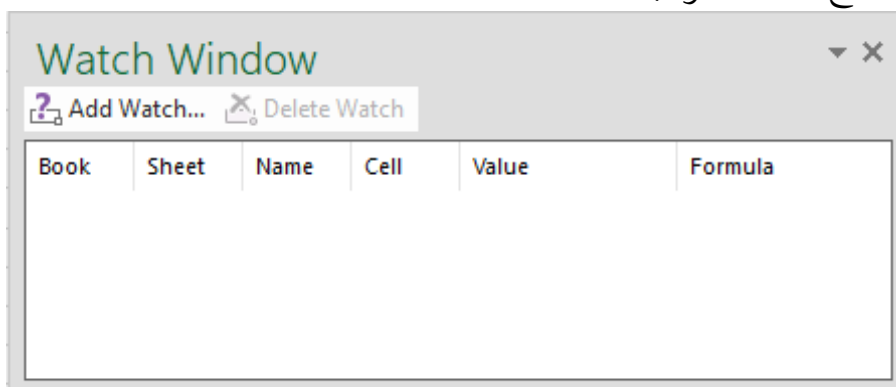 Watch Window
Add Watch... Delete Watch
Book Sheet Name Cell Value Formula